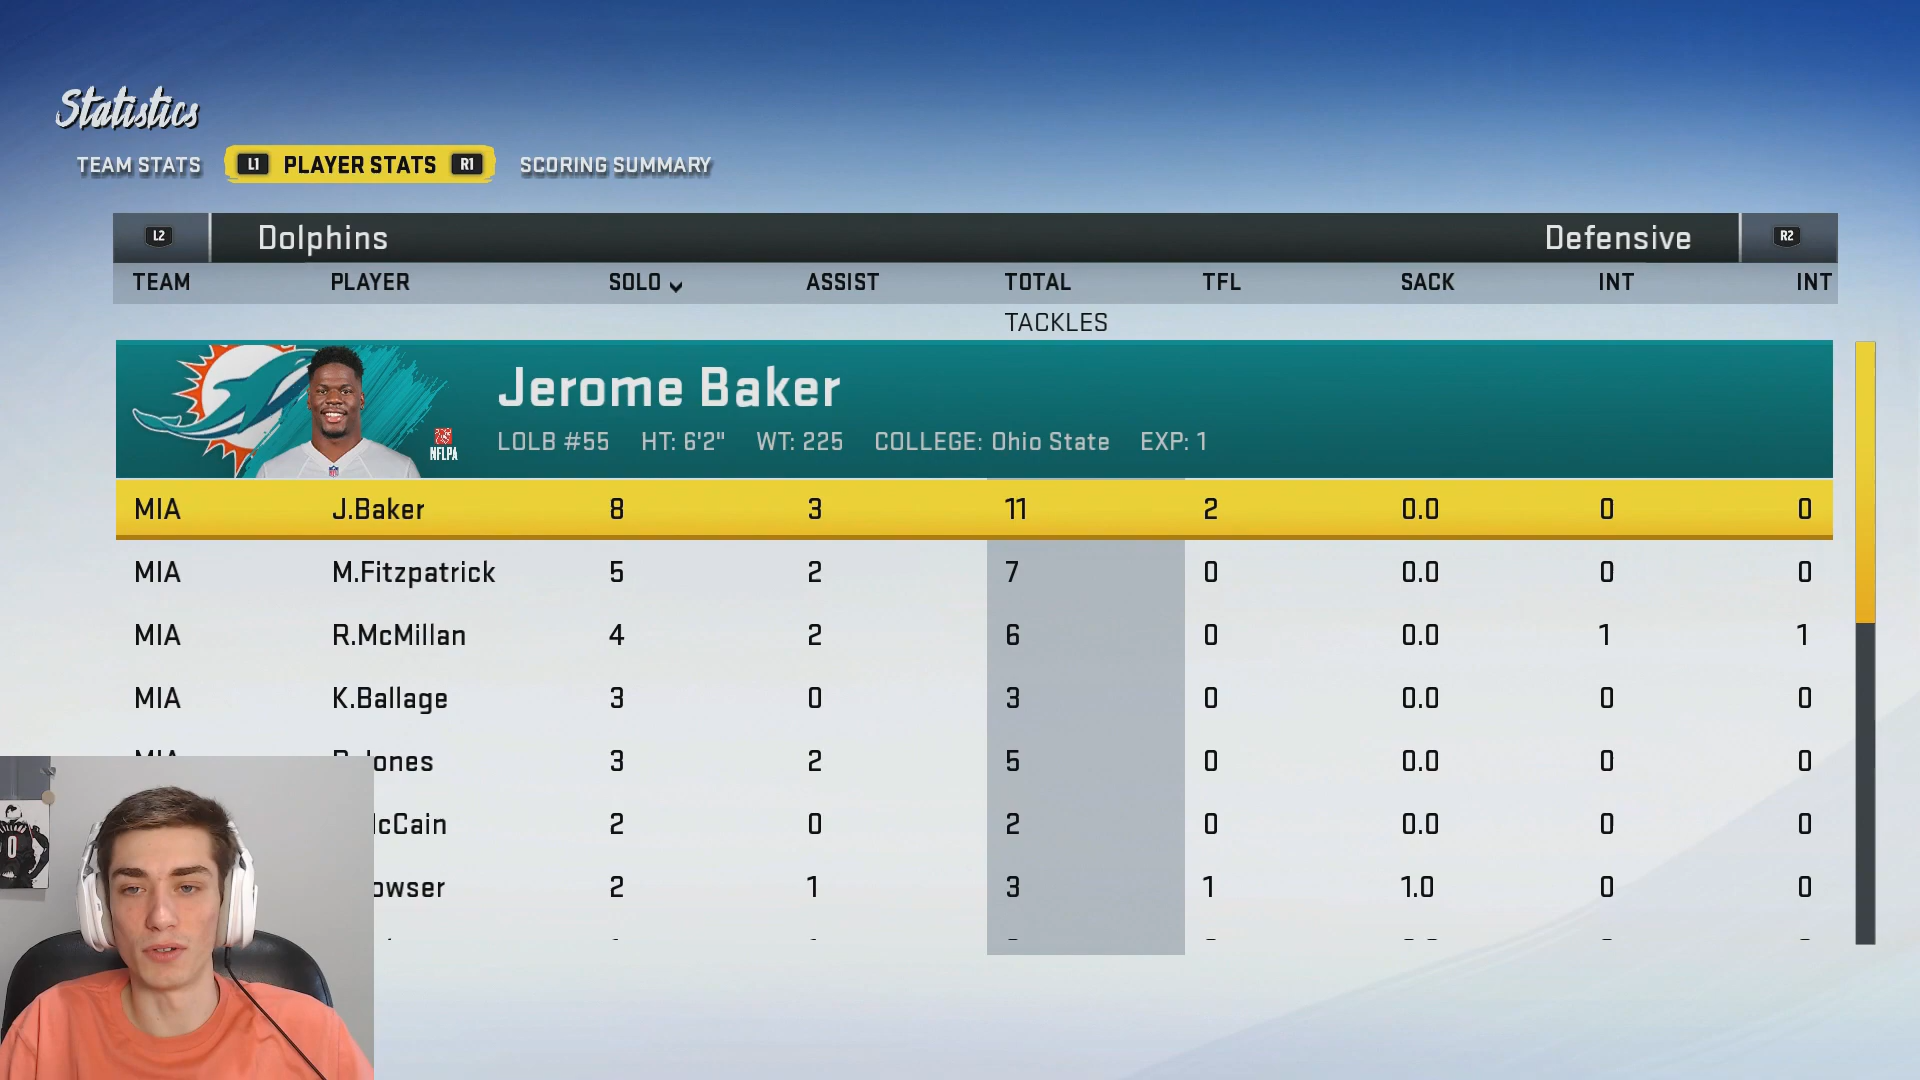 Statistics
TEAM STATS L1 PLAYER STATS R1 SCORING SUMMARY
L2 Dolphins Defensive R2
TEAM PLAYER SOLO ASSIST TOTAL TFL SACK INT INT
TACKLES
Jerome Baker
NFLPA
LOLB #55 HT: 6'2" WT: 225 COLLEGE: Ohio State EXP: 1
MIA J.Baker 8 3 11 2 0.0 0 0
MIA M.Fitzpatrick 5 2 7 0 0.0 0 0
MIA R.McMillan 4 2 6 0 0.0 1 1
MIA K.Ballage 3 0 3 0 0.0 0 0
3 2 5 0 0.0 0 0
2 0 2 0 0.0 0 0
2 1 3 1 1.0 0 0
0